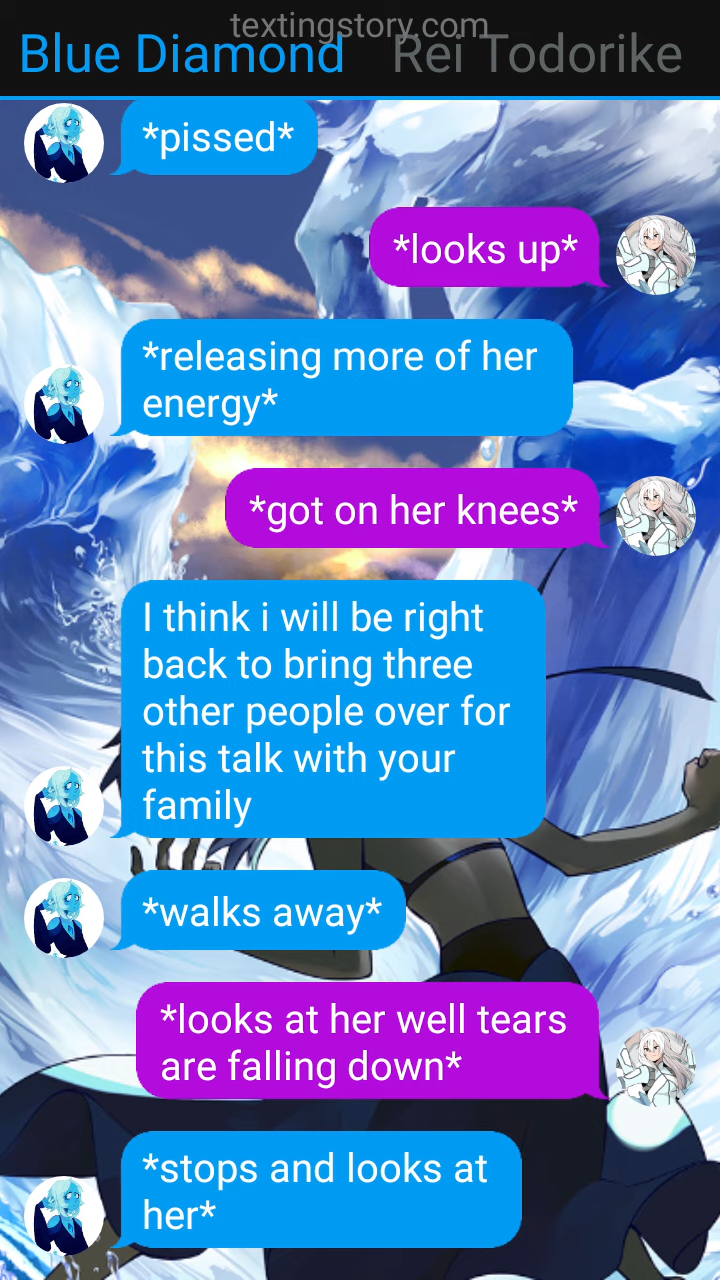 textingstory.com
Blue Diamond Rei Todorike
*pissed*
*looks up*
*releasing more of her
energy*
*got on her knees*
I think i will be right
back to bring three
other people over for
this talk with your
family
*walks away*
*looks at her well tears
are falling down*
*stops and looks at
her*